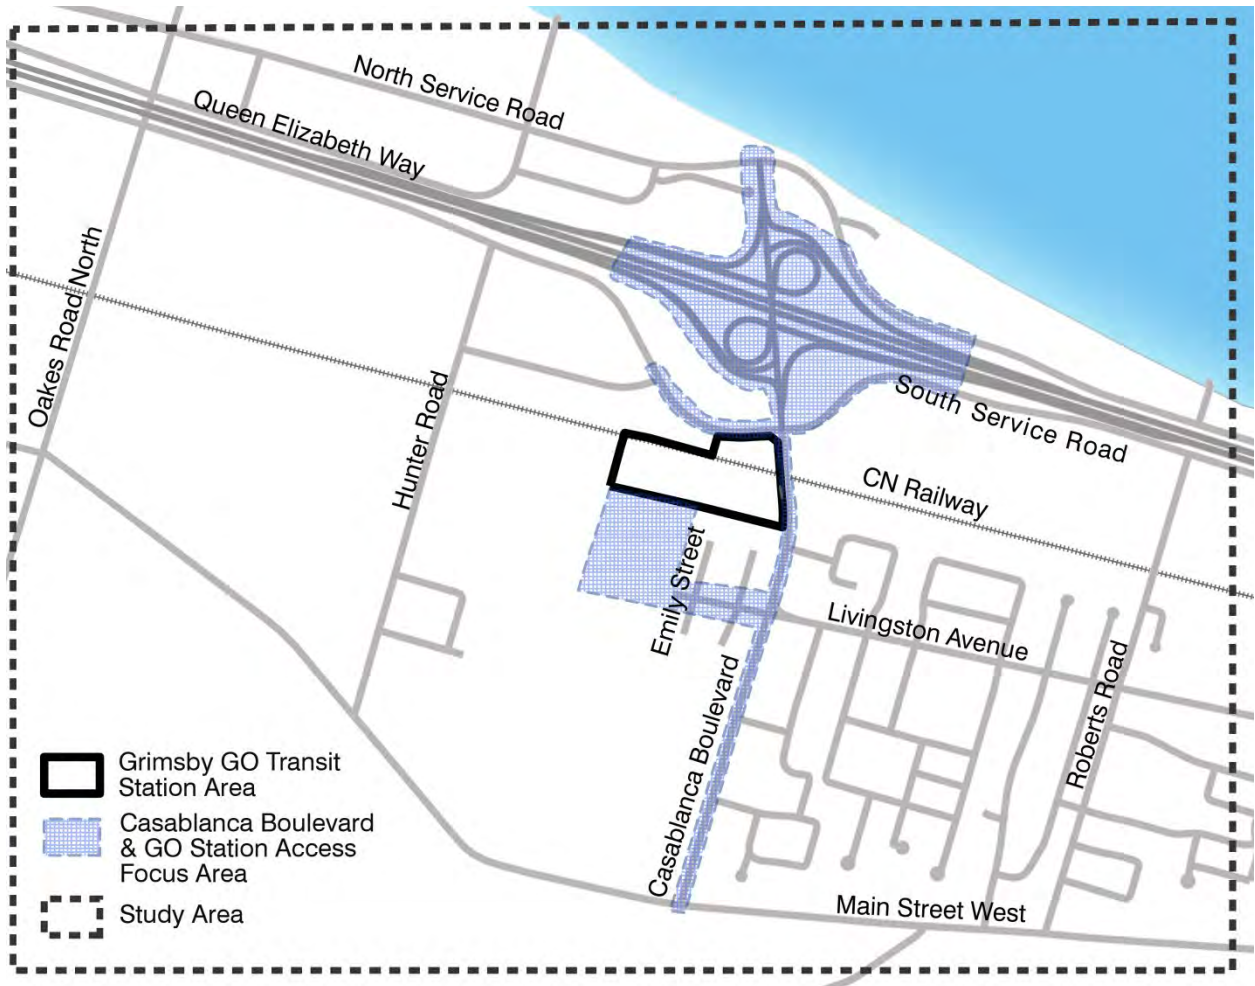 North Service Road
Queen Elizabeth Way
Oakes Road North
Hunter Road
South Service Road
CN Railway
Emily Street
Livingston Avenue
Casablanca Boulevard
Roberts Road
Casablanca Boulevard
Main Street West
Grimsby GO Transit
Station Area
Casablanca Boulevard
& GO Station Access
Focus Area
Study Area